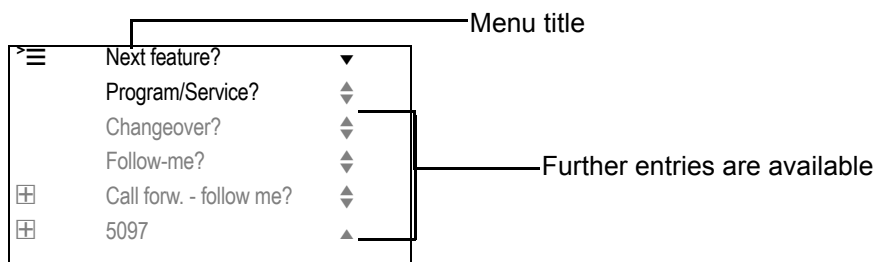 Menu title
Next feature?
Program/Service?
Changeover?
Follow-me?
Further entries are available
Call forw. - follow me?
5097